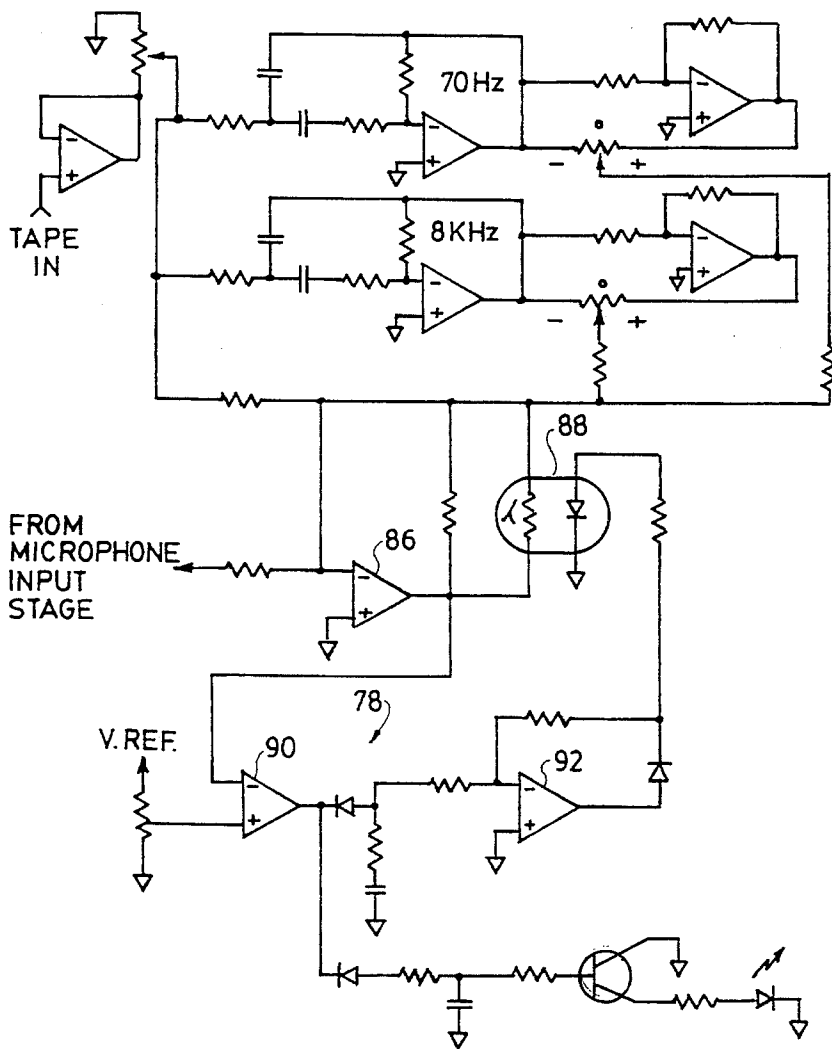 70Hz
-
+
-
+
o
-
+
TAPE
IN
8KHz
-
+
-
+
o
-
+
88
FROM
MICROPHONE
INPUT
STAGE
86
-
+
78
V.REF.
90
-
+
92
-
+
λ